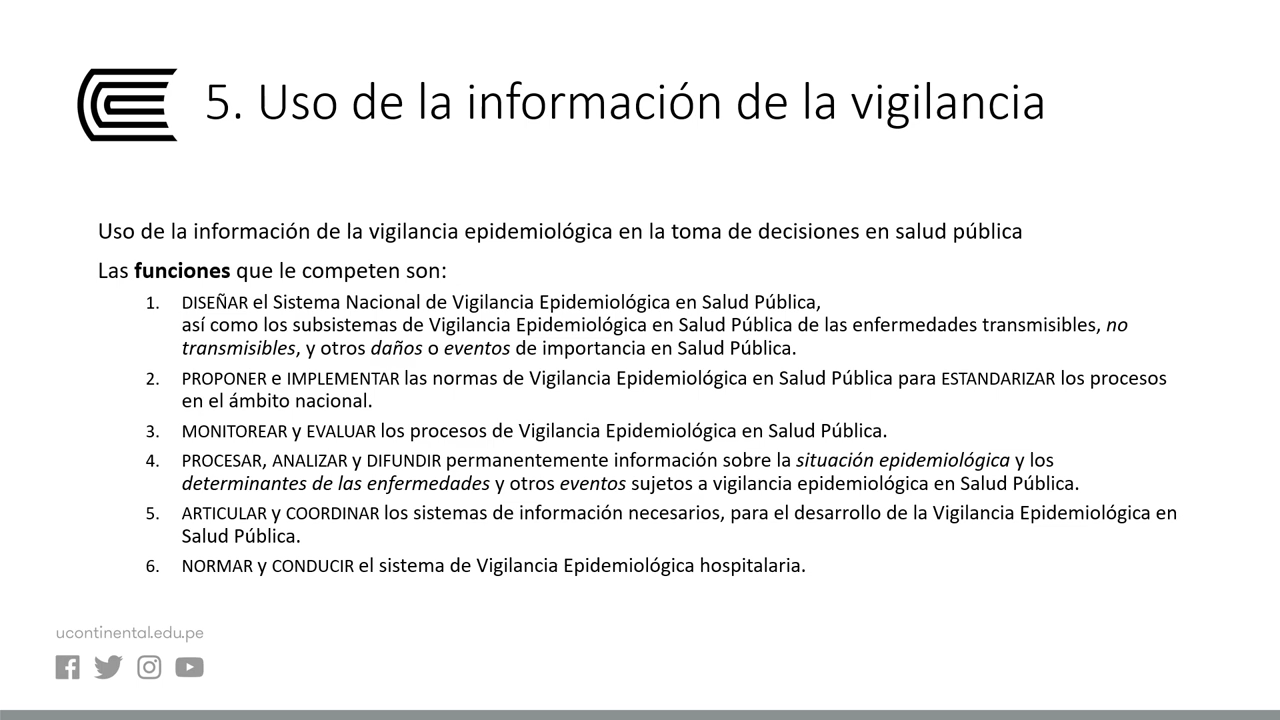 5. Uso de la información de la vigilancia
Uso de la información de la vigilancia epidemiológica en la toma de decisiones en salud pública
Las funciones que le competen son:
1. DISEÑAR el Sistema Nacional de Vigilancia Epidemiológica en Salud Pública,
así como los subsistemas de Vigilancia Epidemiológica en Salud Pública de las enfermedades transmisibles, no
transmisibles, y otros daños o eventos de importancia en Salud Pública.
2. PROPONER e IMPLEMENTAR las normas de Vigilancia Epidemiológica en Salud Pública para ESTANDARIZAR los procesos
en el ámbito nacional.
3. MONITOREAR y EVALUAR los procesos de Vigilancia Epidemiológica en Salud Pública.
4. PROCESAR, ANALIZAR y DIFUNDIR permanentemente información sobre la situación epidemiológica y los
determinantes de las enfermedades y otros eventos sujetos a vigilancia epidemiológica en Salud Pública.
5. ARTICULAR y COORDINAR los sistemas de información necesarios, para el desarrollo de la Vigilancia Epidemiológica en
Salud Pública.
6. NORMAR y CONDUCIR el sistema de Vigilancia Epidemiológica hospitalaria.
ucontinental.edu.pe